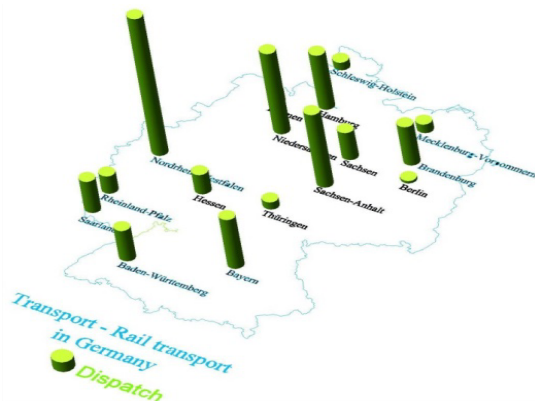 Schleswig-Holstein
Hamburg
Mecklenburg-Vorpommern
Niedersachsen
Sachsen
Brandenburg
Nordrhein-Westfalen
Berlin
Sachsen-Anhalt
Hessen
Rheinland-Pfalz
Thüringen
Saarland
Baden-Württemberg
Bayern
Transport - Rail transport
in Germany
Dispatch